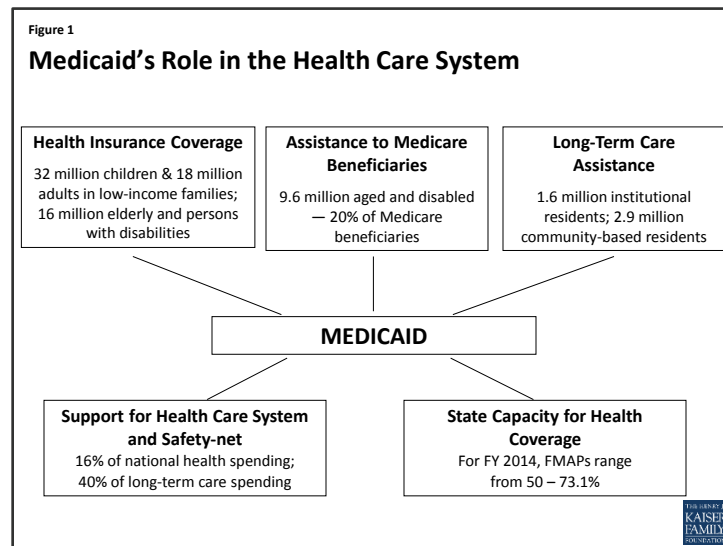 Figure 1
Medicaid's Role in the Health Care System
Health Insurance Coverage
32 million children & 18 million
adults in low-income families;
16 million elderly and persons
with disabilities
Assistance to Medicare
Beneficiaries
9.6 million aged and disabled
— 20% of Medicare
beneficiaries
Long-Term Care
Assistance
1.6 million institutional
residents; 2.9 million
community-based residents
MEDICAID
Support for Health Care System
and Safety-net
16% of national health spending;
40% of long-term care spending
State Capacity for Health
Coverage
For FY 2014, FMAPs range
from 50 – 73.1%
THE HENRY J.
KAISER
FAMILY
FOUNDATION